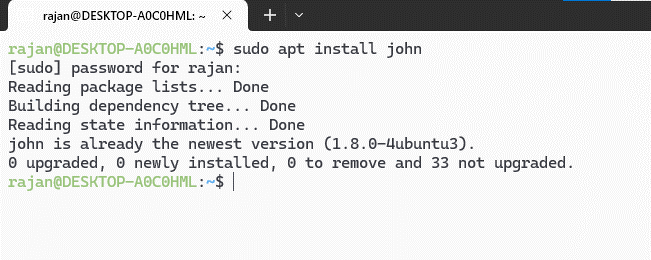 rajan@DESKTOP-A0C0HML: ~
rajan@DESKTOP-A0C0HML:~$ sudo apt install john
[sudo] password for rajan:
Reading package lists... Done
Building dependency tree... Done
Reading state information... Done
john is already the newest version (1.8.0-4ubuntu3).
0 upgraded, 0 newly installed, 0 to remove and 33 not upgraded.
rajan@DESKTOP-A0C0HML:~$